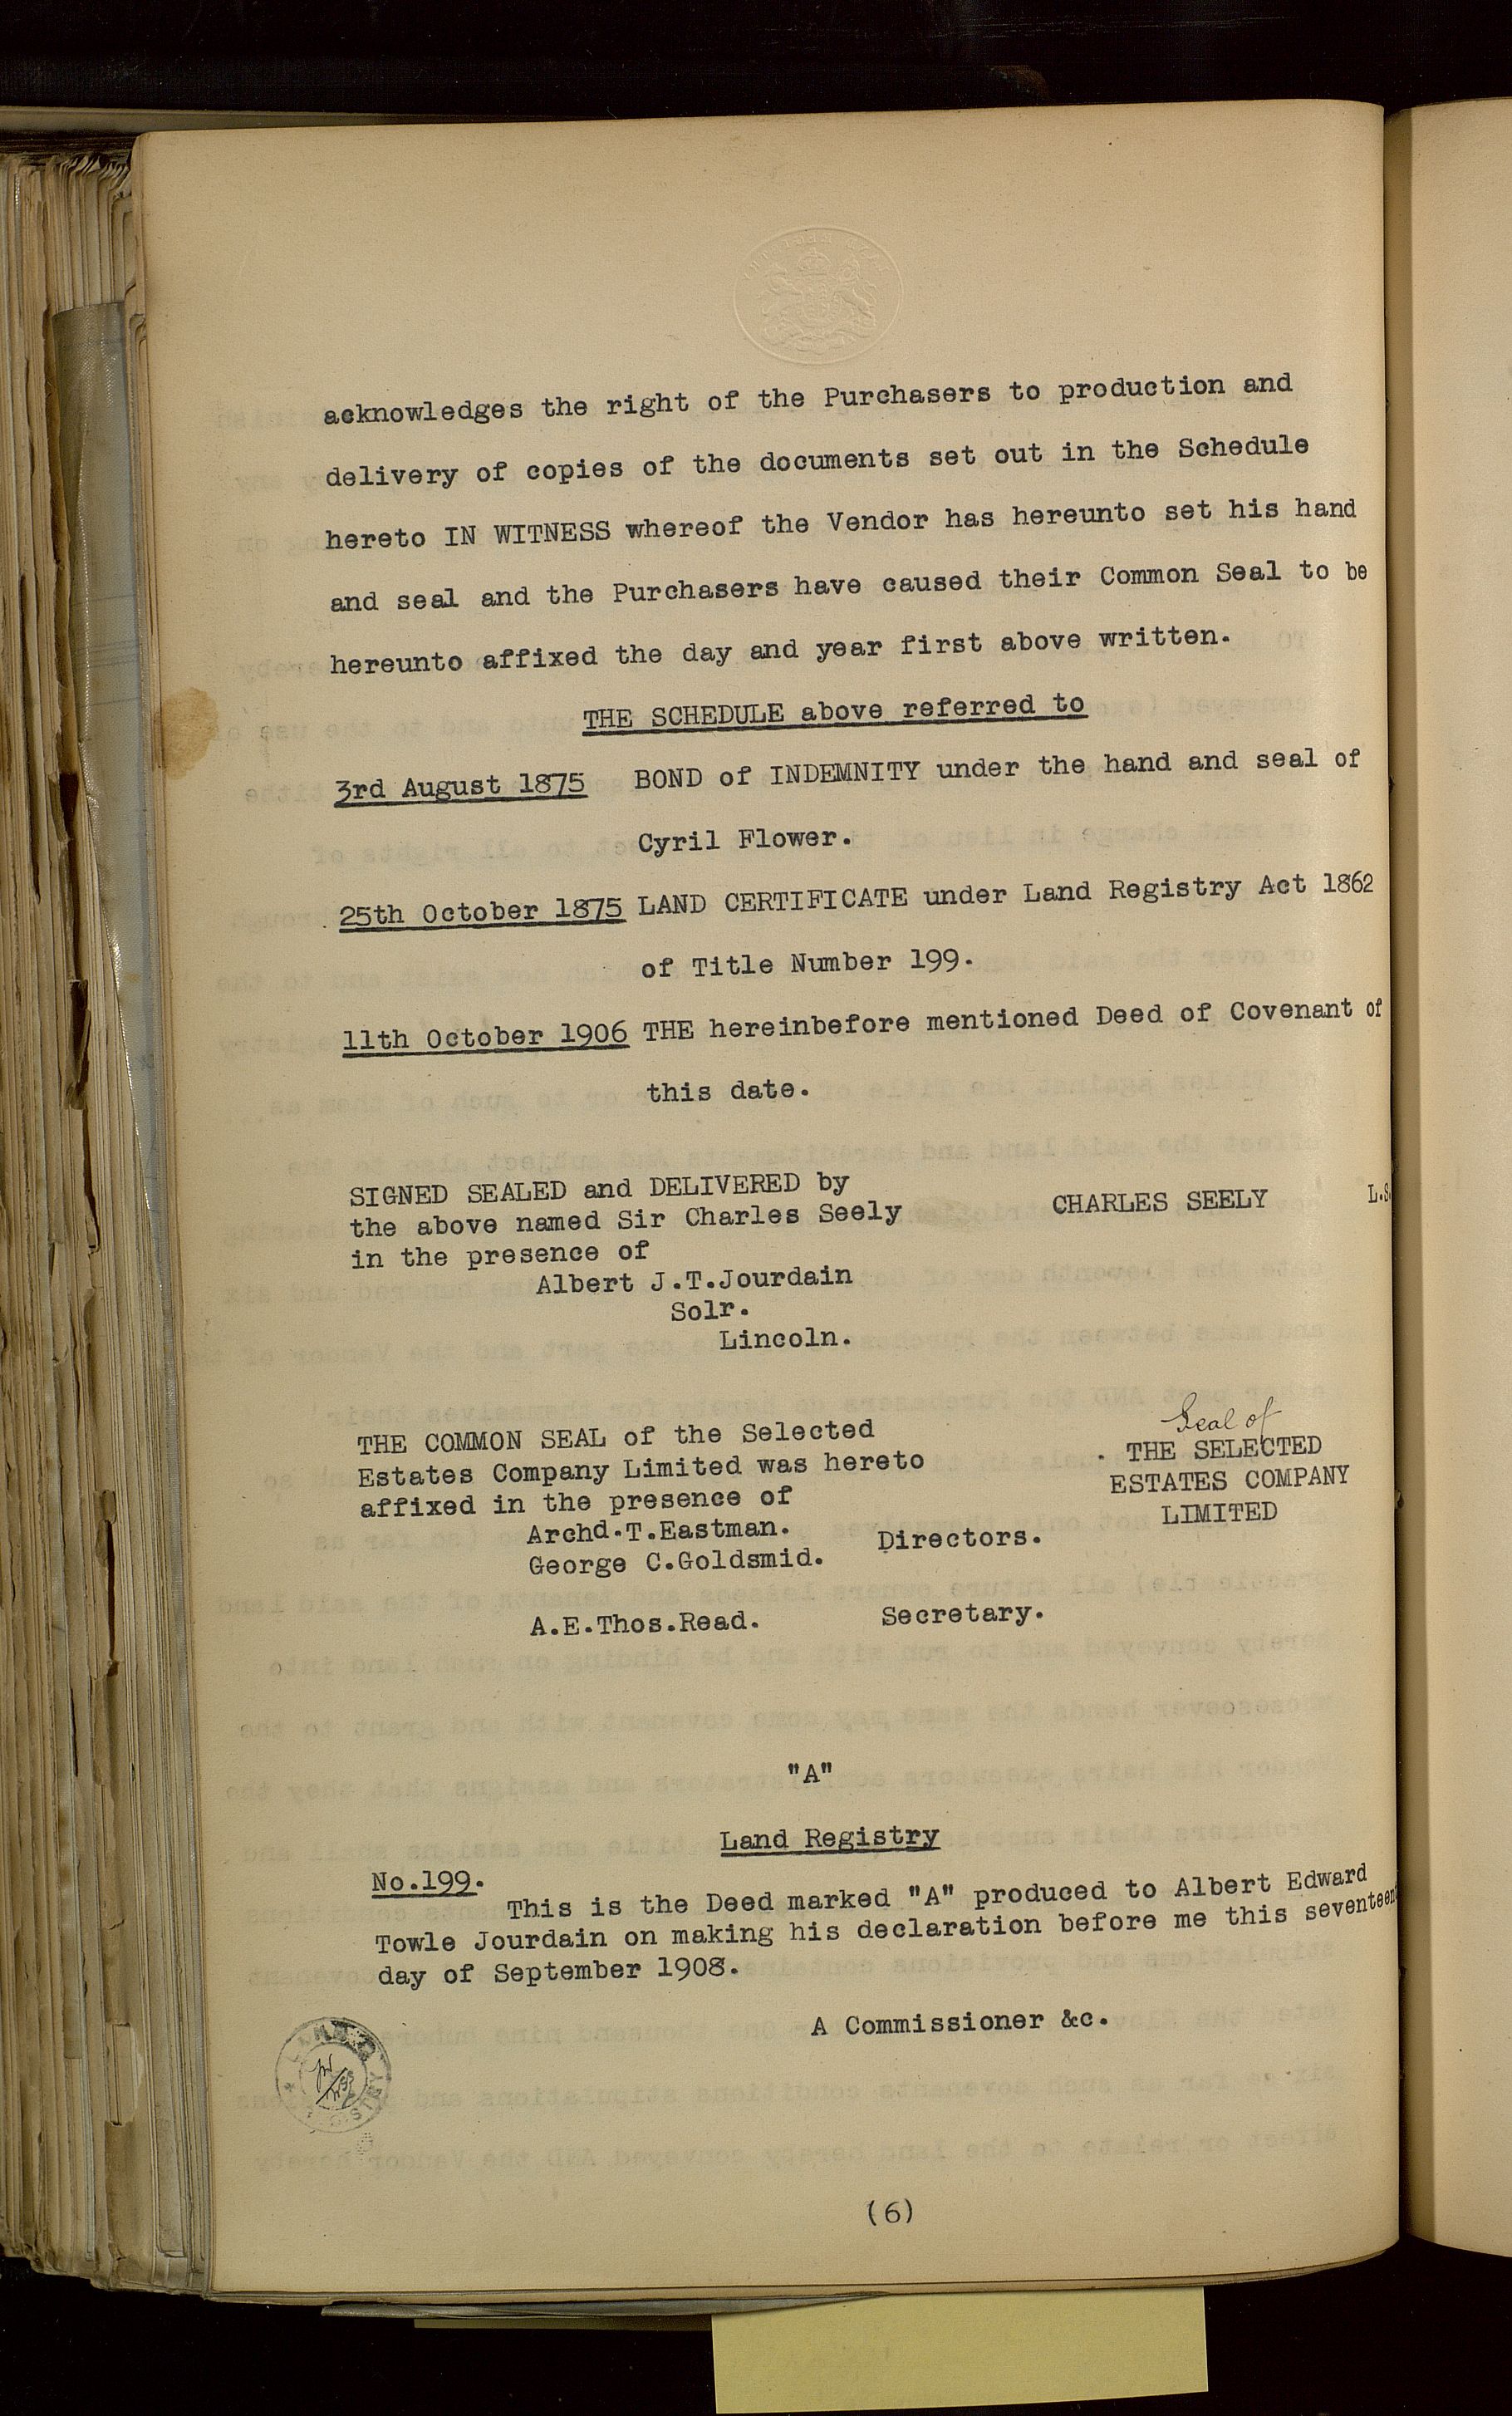 acknowledges the right of the Purchasers to production and
delivery of copies of the documents set out in the Schedule
hereto IN WITNESS whereof the Vendor has hereunto set his hand
and seal and the Purchasers have caused their Common Seal to be
hereunto affixed the day and year first above written.
THE SCHEDULE above referred to
3rd August 1875 BOND of INDEMNITY under the hand and seal of
Cyril Flower.
25th October 1875 LAND CERTIFICATE under Land Registry Act 1862
of Title Number 199.
11th October 1906 THE hereinbefore mentioned Deed of Covenant of
this date.
SIGNED SEALED and DELIVERED by
the above named Sir Charles Seely CHARLES SEELY L.S.
in the presence of
Albert J.T.Jourdain
Solr.
Lincoln.
THE COMMON SEAL of the Selected
Estates Company Limited was hereto
affixed in the presence of
Archd.T.Eastman.
George C.Goldsmid. Directors.
A.E.Thos.Read. Secretary.
Seal of
THE SELECTED
ESTATES COMPANY
LIMITED
"A"
Land Registry
No.199.
This is the Deed marked "A" produced to Albert Edward
Towle Jourdain on making his declaration before me this seventeent
day of September 1908.
A Commissioner &c.
(6)